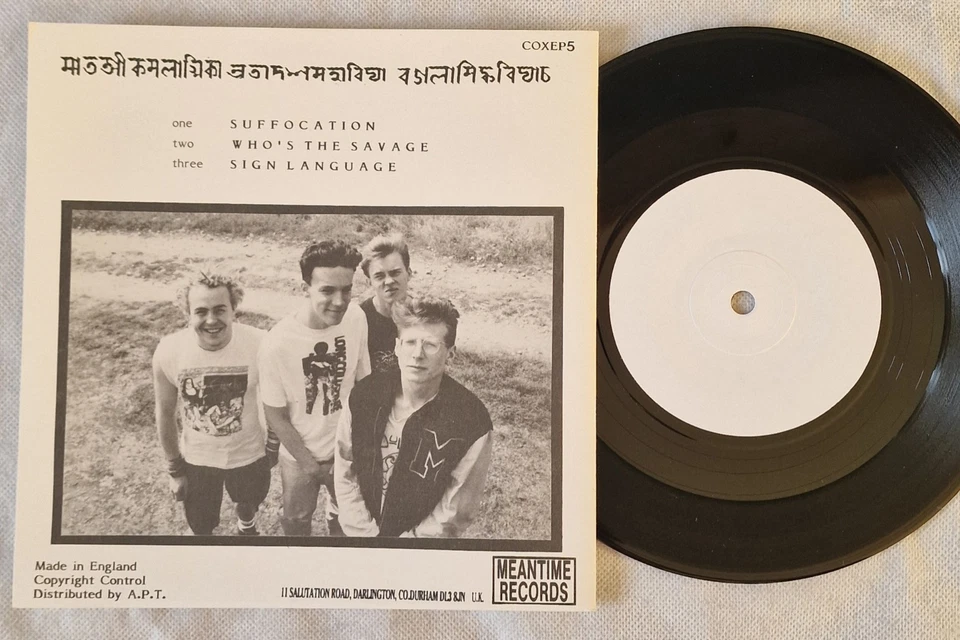 COXEP5
one SUFFOCATION
two WHO'S THE SAVAGE
three SIGN LANGUAGE
M
Made in England
Copyright Control
Distributed by A.P.T.
11 SALUTATION ROAD, DARLINGTON, CO.DURHAM DL3 8JN U.K.
MEANTIME
RECORDS